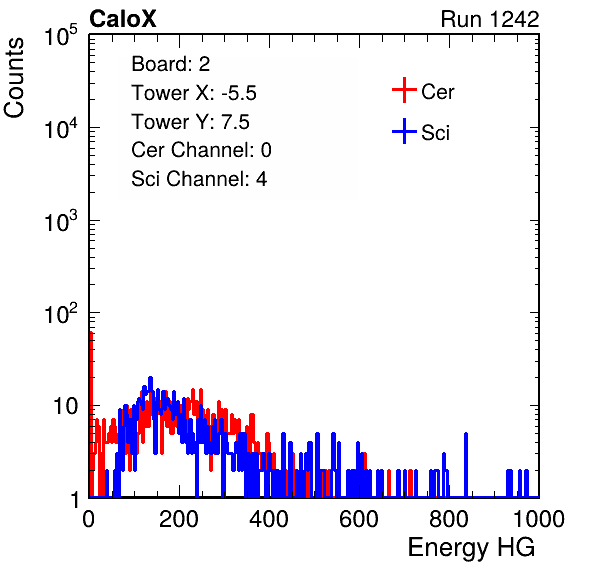 CaloX Run 1242
Counts
10^5
10^4
10^3
10^2
10
1
Board: 2
Tower X: -5.5
Tower Y: 7.5
Cer Channel: 0
Sci Channel: 4
Cer
Sci
0 200 400 600 800 1000
Energy HG